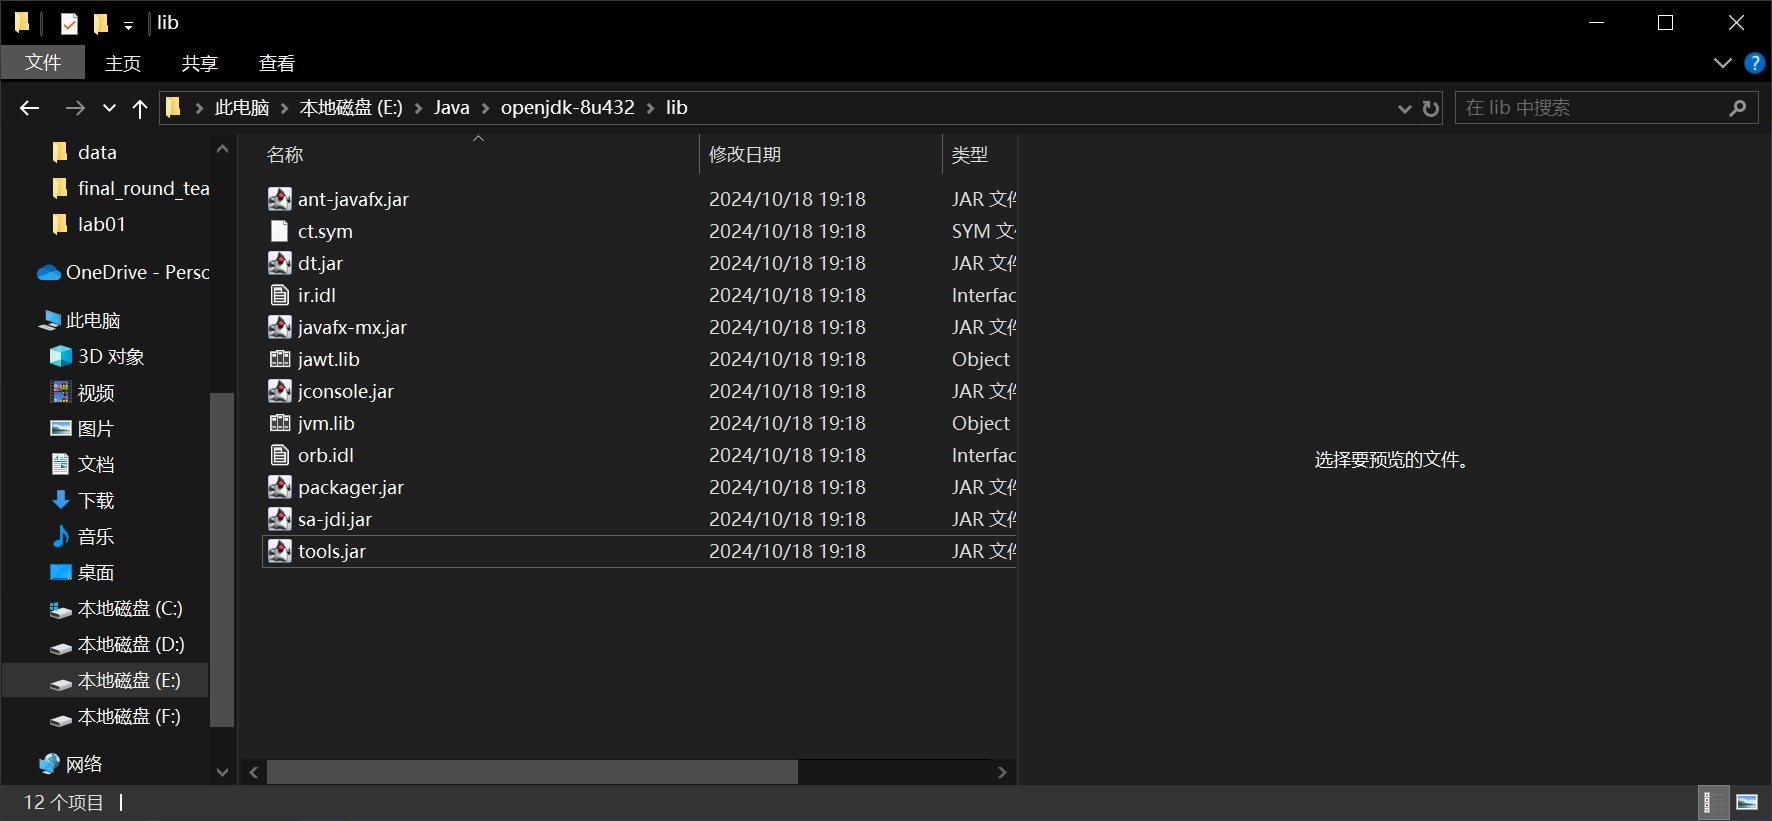 lib
文件 主页 共享 查看
此电脑 本地磁盘 (E:) Java openjdk-8u432 lib
在 lib 中搜索
data
final_round_tea
lab01
OneDrive - Perso
此电脑
3D 对象
视频
图片
文档
下载
音乐
桌面
本地磁盘 (C:)
本地磁盘 (D:)
本地磁盘 (E:)
本地磁盘 (F:)
网络
名称 修改日期 类型
ant-javafx.jar 2024/10/18 19:18 JAR 文件
ct.sym 2024/10/18 19:18 SYM 文件
dt.jar 2024/10/18 19:18 JAR 文件
ir.idl 2024/10/18 19:18 Interfac
javafx-mx.jar 2024/10/18 19:18 JAR 文件
jawt.lib 2024/10/18 19:18 Object
jconsole.jar 2024/10/18 19:18 JAR 文件
jvm.lib 2024/10/18 19:18 Object
orb.idl 2024/10/18 19:18 Interfac
packager.jar 2024/10/18 19:18 JAR 文件
sa-jdi.jar 2024/10/18 19:18 JAR 文件
tools.jar 2024/10/18 19:18 JAR 文件
选择要预览的文件。
12 个项目